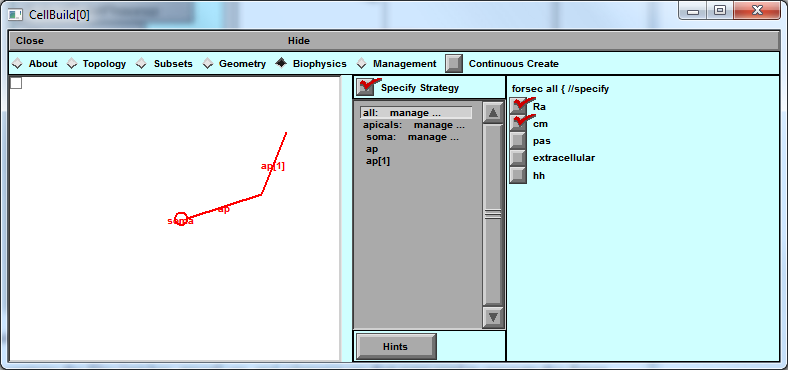 CellBuild[0]
Close Hide
About Topology Subsets Geometry Biophysics Management Continuous Create
Specify Strategy
forsec all { //specify
all: manage ...
apicals: manage ...
soma: manage ...
ap
ap[1]
Ra
cm
pas
extracellular
hh
ap[1]
ap
soma
Hints